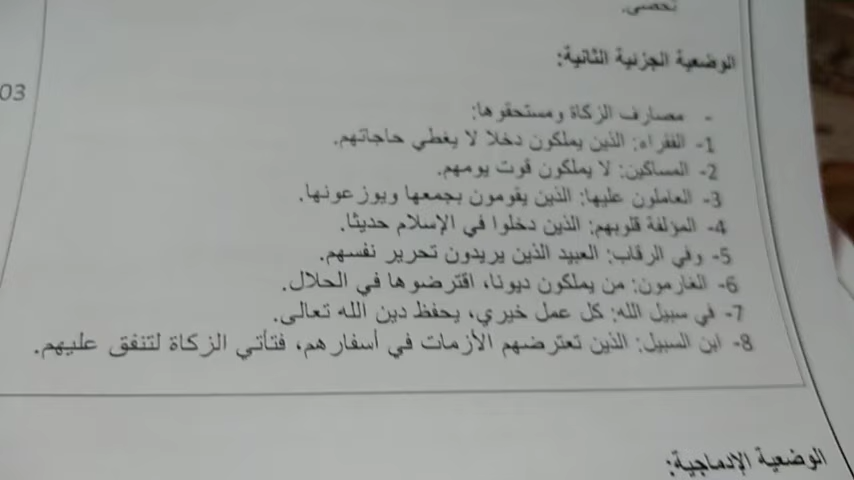 تحصى.
الوضعية الجزئية الثانية:
03
- مصارف الزكاة ومستحقوها:
1- الفقراء: الذين يملكون دخلا لا يغطي حاجاتهم.
2- المساكين: لا يملكون قوت يومهم.
3- العاملون عليها: الذين يقومون بجمعها ويوزعونها.
4- المؤلفة قلوبهم: الذين دخلوا في الإسلام حديثا.
5- وفي الرقاب: العبيد الذين يريدون تحرير نفسهم.
6- الغارمون: من يملكون ديونا، اقترضوها في الحلال.
7- في سبيل الله: كل عمل خيري، يحفظ دين الله تعالى.
8- ابن السبيل: الذين تعترضهم الأزمات في أسفارهم، فتأتي الزكاة لتنفق عليهم.
الوضعية الإدماجية: